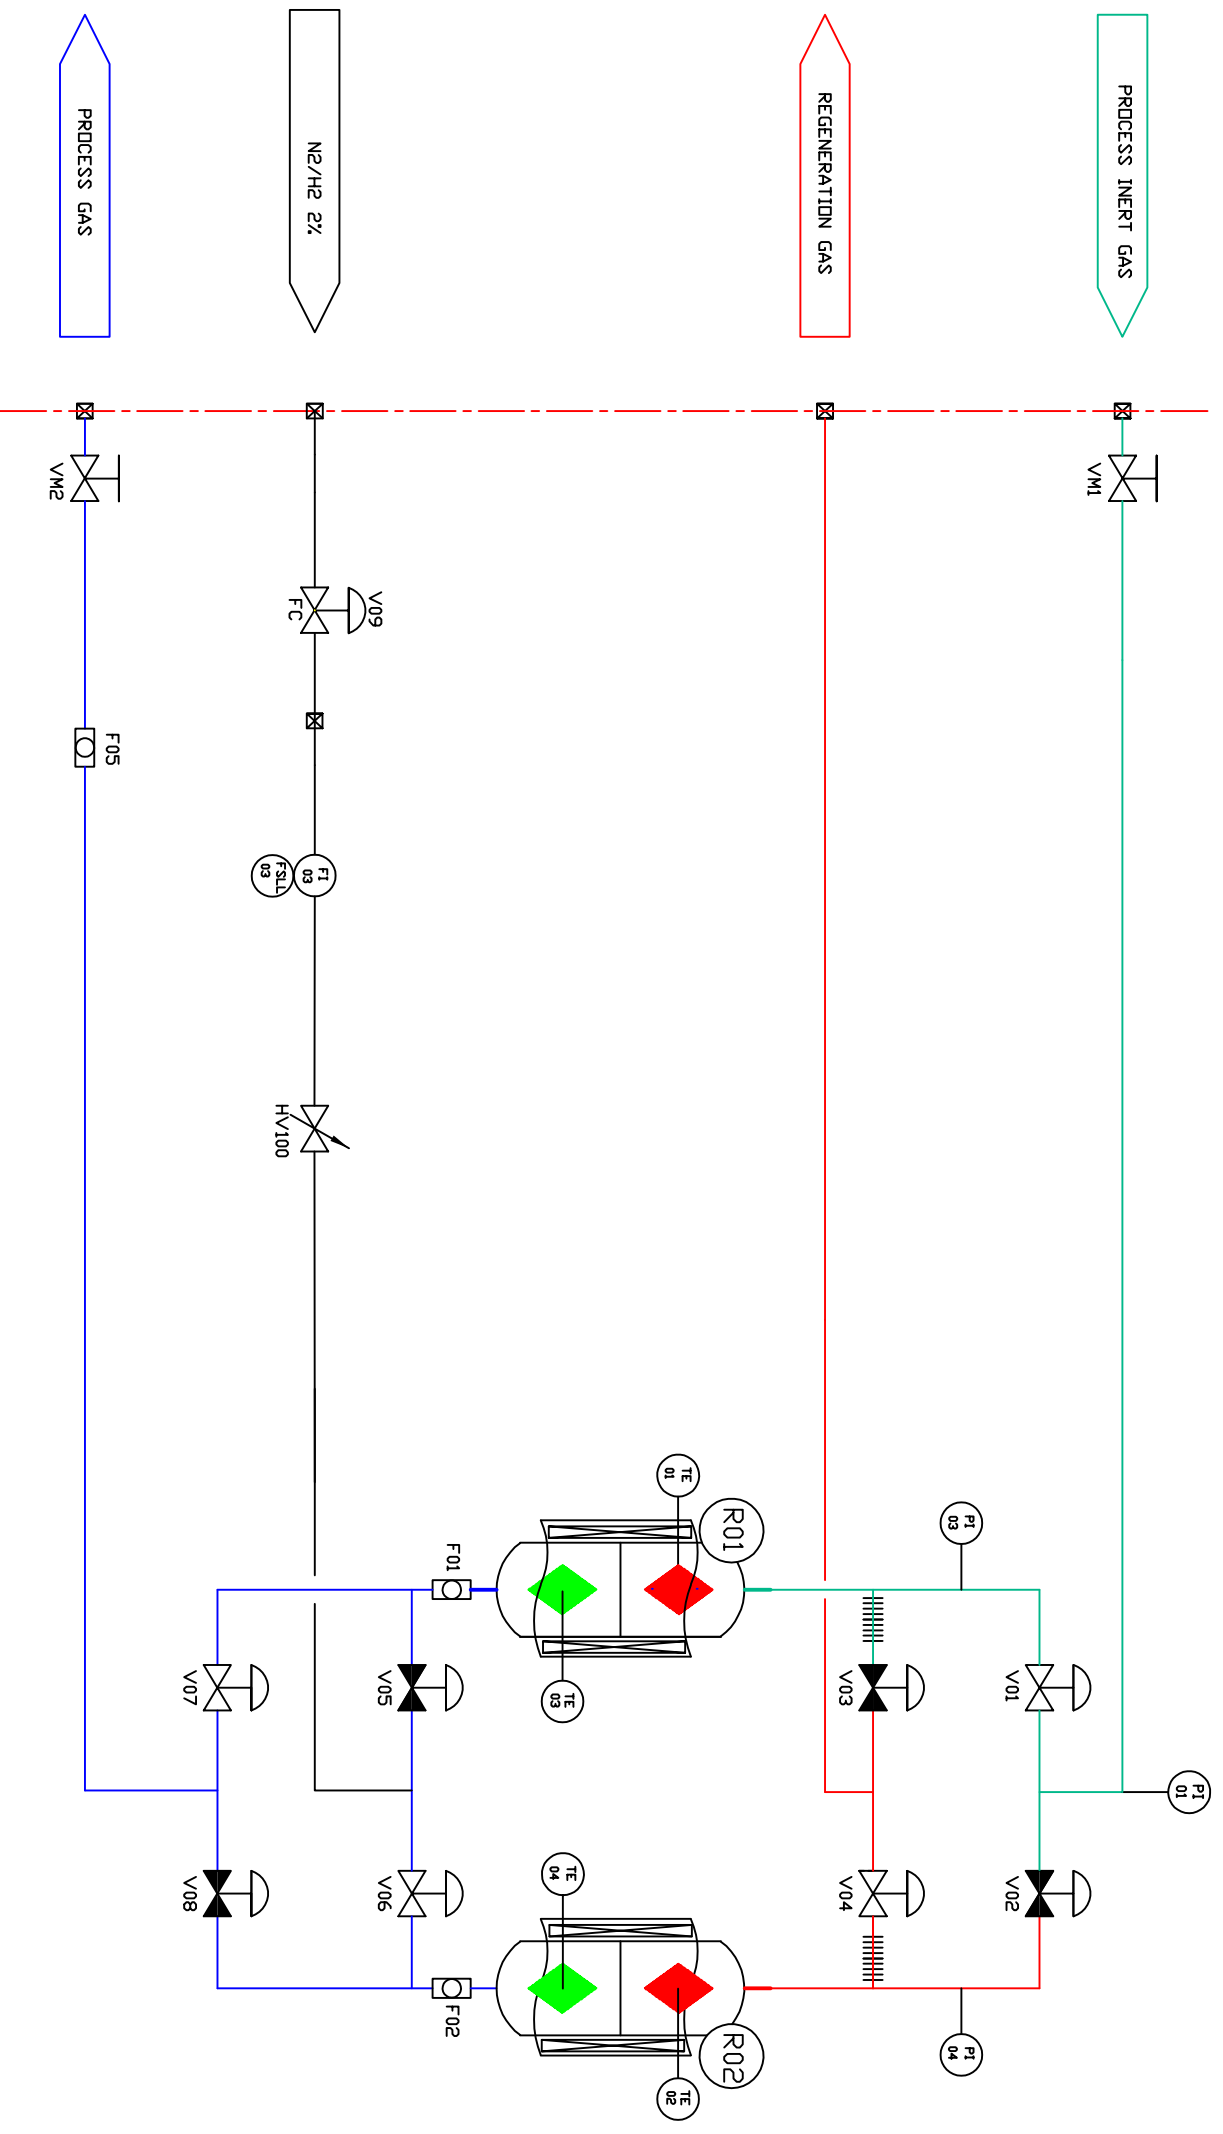 PI
01
PROCESS INERT GAS
VM1
V01
V02
PI
03
PI
04
V03
V04
REGENERATION GAS
R01
R02
TE
01
TE
02
TE
03
TE
04
F01
F02
V05
V06
V09
N2/H2 2%
FC
FI
03
FSLL
03
HV100
V07
V08
F05
PROCESS GAS
VM2